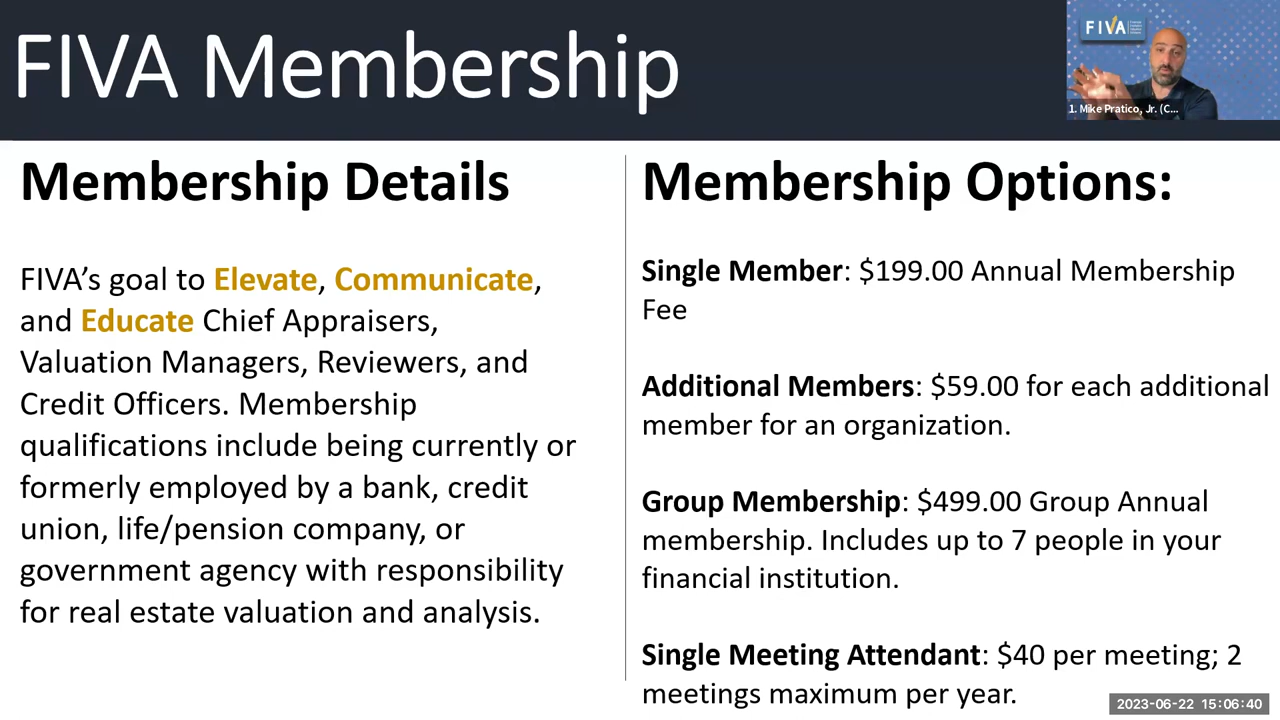 FIVA Membership
FIVA
1. Mike Pratico, Jr. (C...
Membership Details
FIVA’s goal to Elevate, Communicate,
and Educate Chief Appraisers,
Valuation Managers, Reviewers, and
Credit Officers. Membership
qualifications include being currently or
formerly employed by a bank, credit
union, life/pension company, or
government agency with responsibility
for real estate valuation and analysis.
Membership Options:
Single Member: $199.00 Annual Membership
Fee
Additional Members: $59.00 for each additional
member for an organization.
Group Membership: $499.00 Group Annual
membership. Includes up to 7 people in your
financial institution.
Single Meeting Attendant: $40 per meeting; 2
meetings maximum per year.
2023-06-22 15:06:40